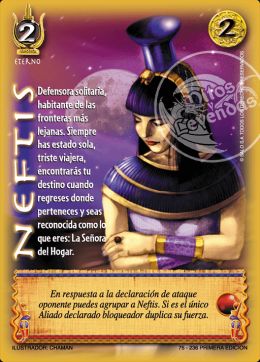 2
ETERNO
2
NEFTIS
Defensora solitaria,
habitante de las
fronteras más
lejanas. Siempre
has estado sola,
triste viajera,
encontrarás tu
destino cuando
regreses donde
perteneces y seas
reconocida como lo
que eres: La Señora
del Hogar.
Mitos
Leyendas
En respuesta a la declaración de ataque
oponente puedes agrupar a Neftis. Si es el único
Aliado declarado bloqueador duplica su fuerza.
ILUSTRADOR: CHAMAN
75 - 236 PRIMERA EDICION